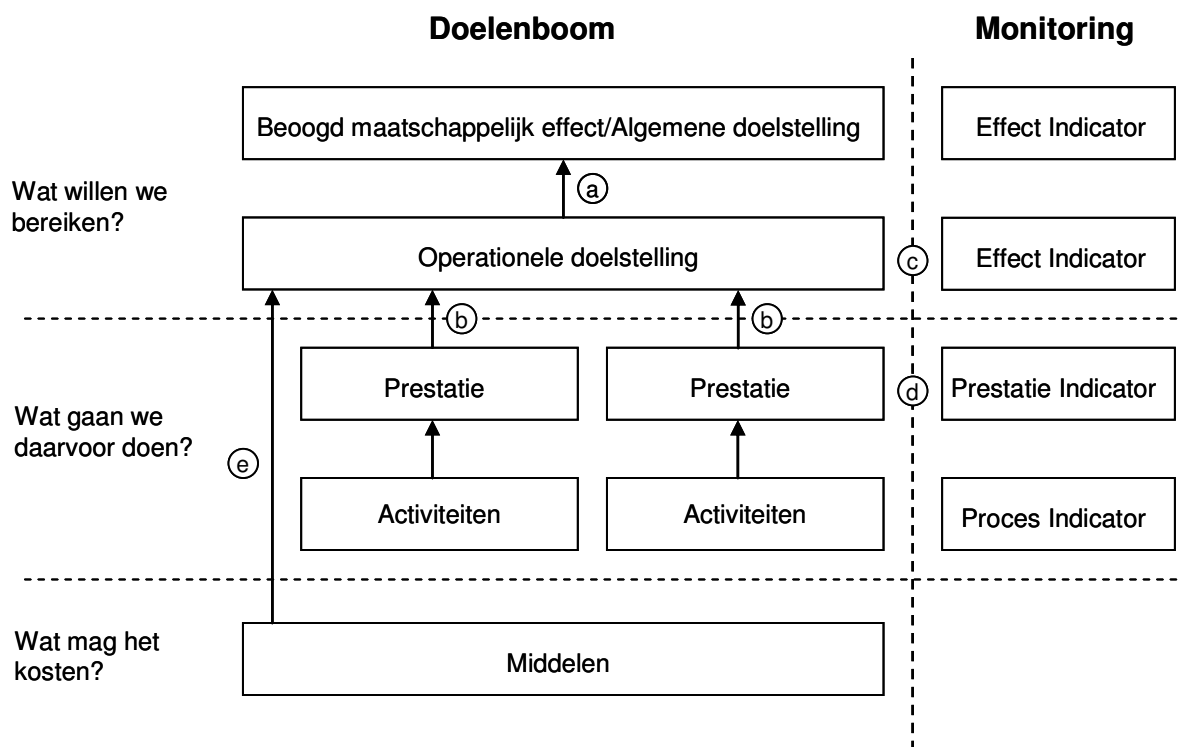 Doelenboom
Monitoring
Beoogd maatschappelijk effect/Algemene doelstelling
Effect Indicator
Wat willen we
bereiken?
a
Operationele doelstelling
c
Effect Indicator
b
b
Prestatie
Prestatie
d
Prestatie Indicator
Wat gaan we
daarvoor doen?
e
Activiteiten
Activiteiten
Proces Indicator
Wat mag het
kosten?
Middelen